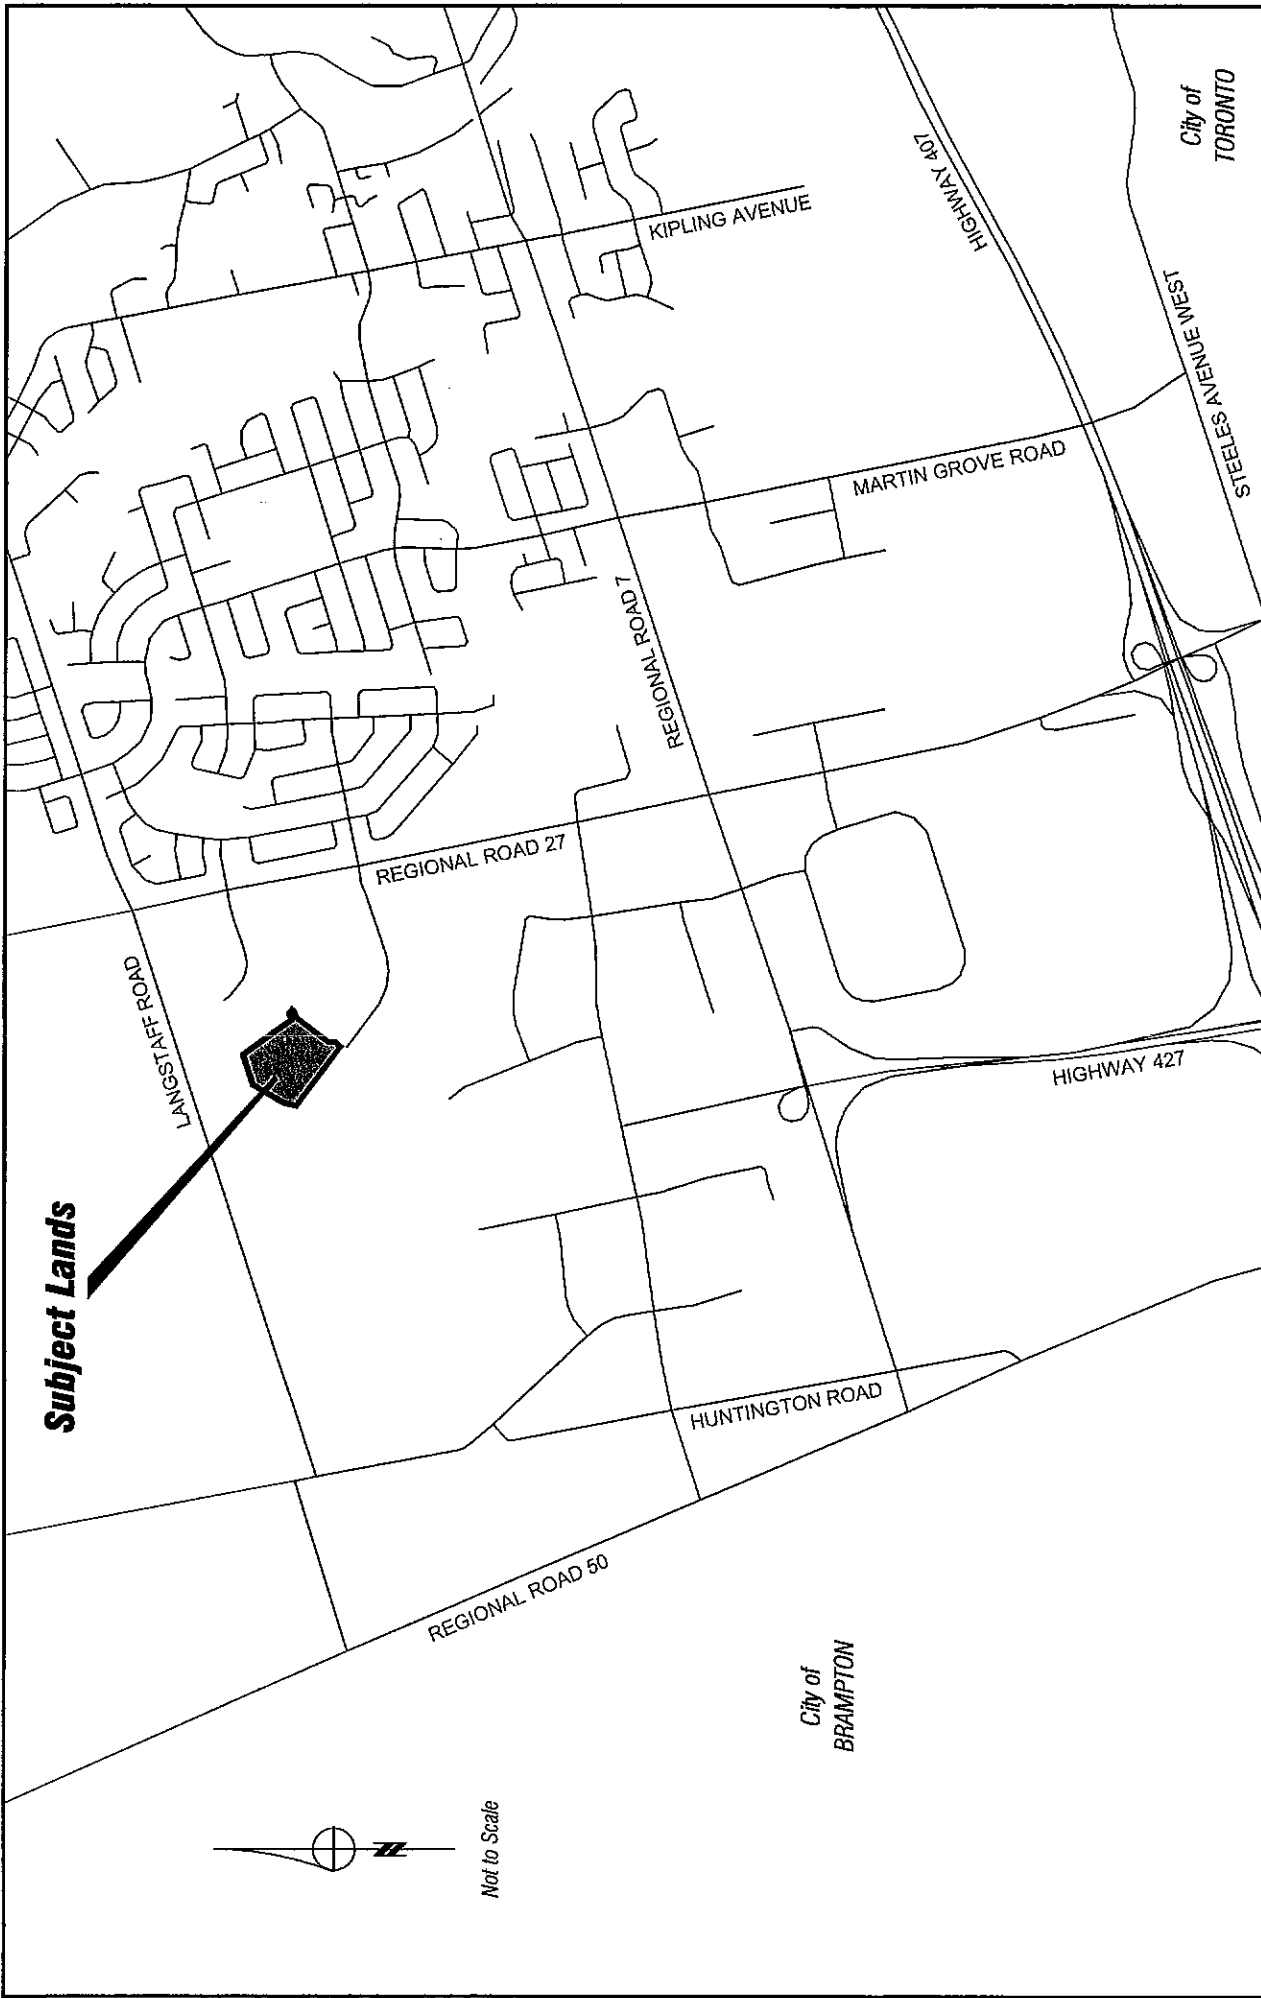 Subject Lands
LANGSTAFF ROAD
REGIONAL ROAD 27
REGIONAL ROAD 7
KIPLING AVENUE
MARTIN GROVE ROAD
HIGHWAY 407
STEELES AVENUE WEST
City of
TORONTO
HIGHWAY 427
HUNTINGTON ROAD
REGIONAL ROAD 50
City of
BRAMPTON
N
Not to Scale